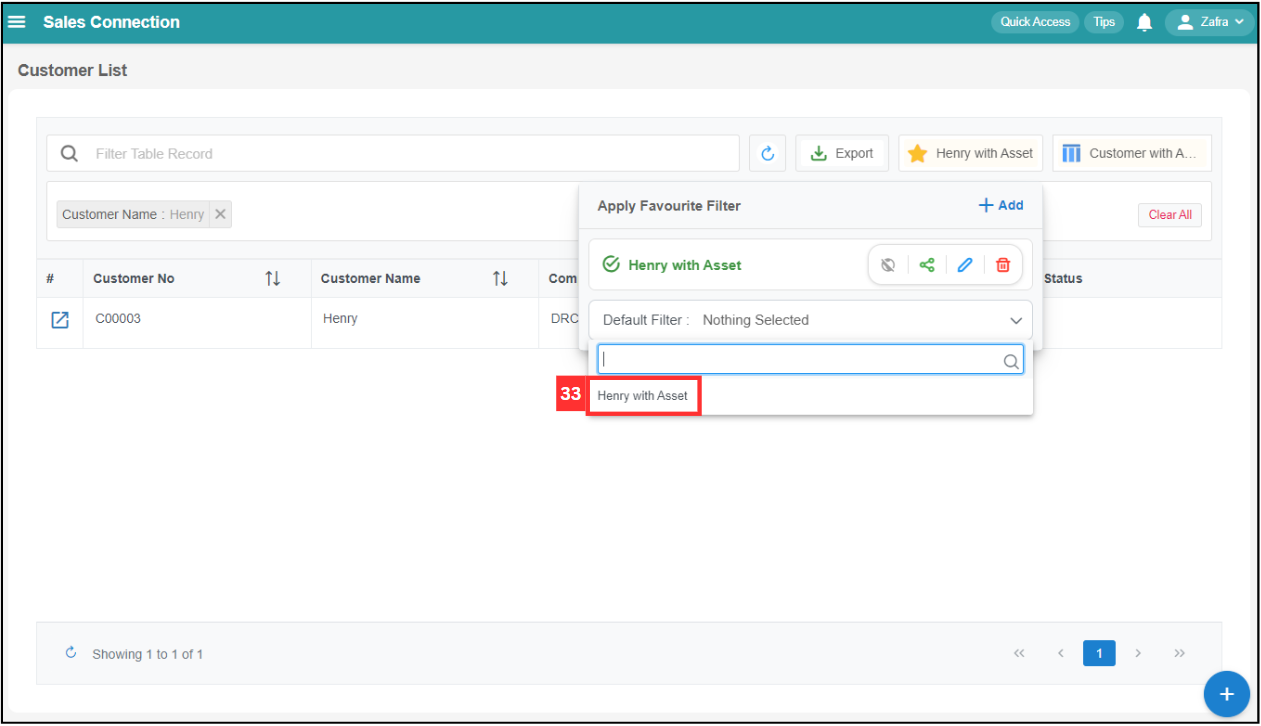 Sales Connection
Quick Access
Tips
Zafra
Customer List
Filter Table Record
Export
Henry with Asset
Customer with A...
Customer Name : Henry
Apply Favourite Filter
Add
Clear All
Henry with Asset
# Customer No Customer Name Com Status
C00003 Henry DRC
Default Filter : Nothing Selected
33 Henry with Asset
Showing 1 to 1 of 1
<< < 1 > >>